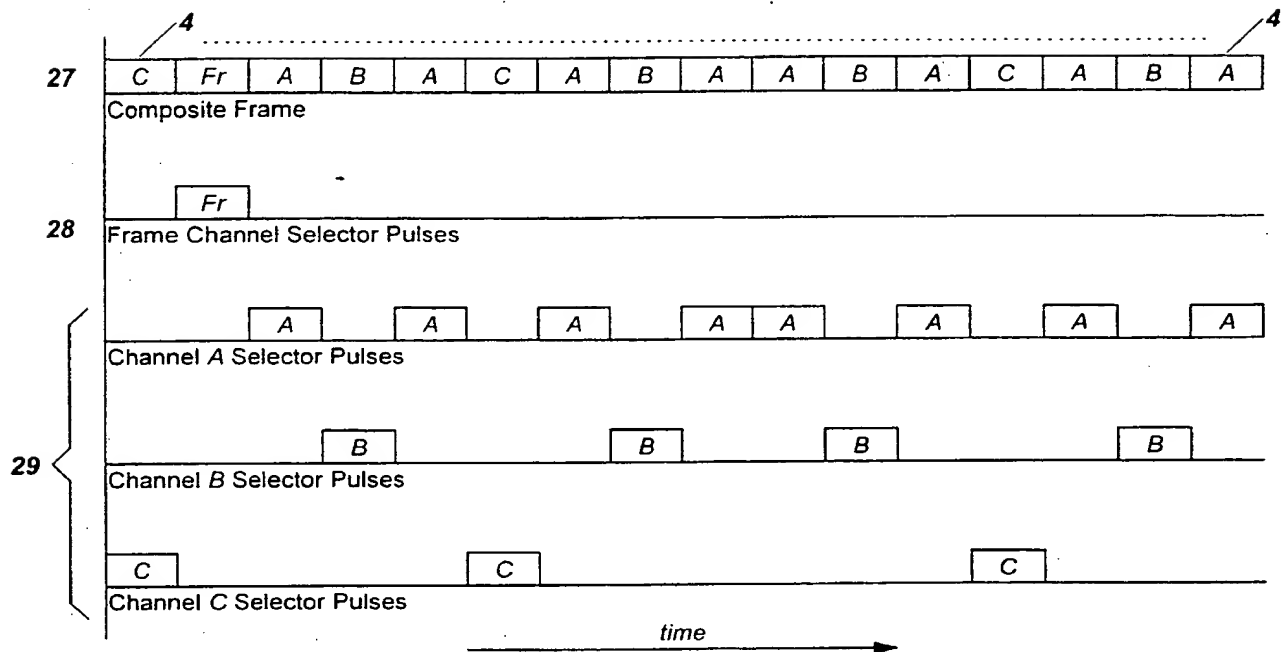 4 4
27 C Fr A B A C A B A A B A C A B A
Composite Frame
Fr
28
Frame Channel Selector Pulses
A A A A A A A A
Channel A Selector Pulses
B B B B
29
Channel B Selector Pulses
C C C
Channel C Selector Pulses
time